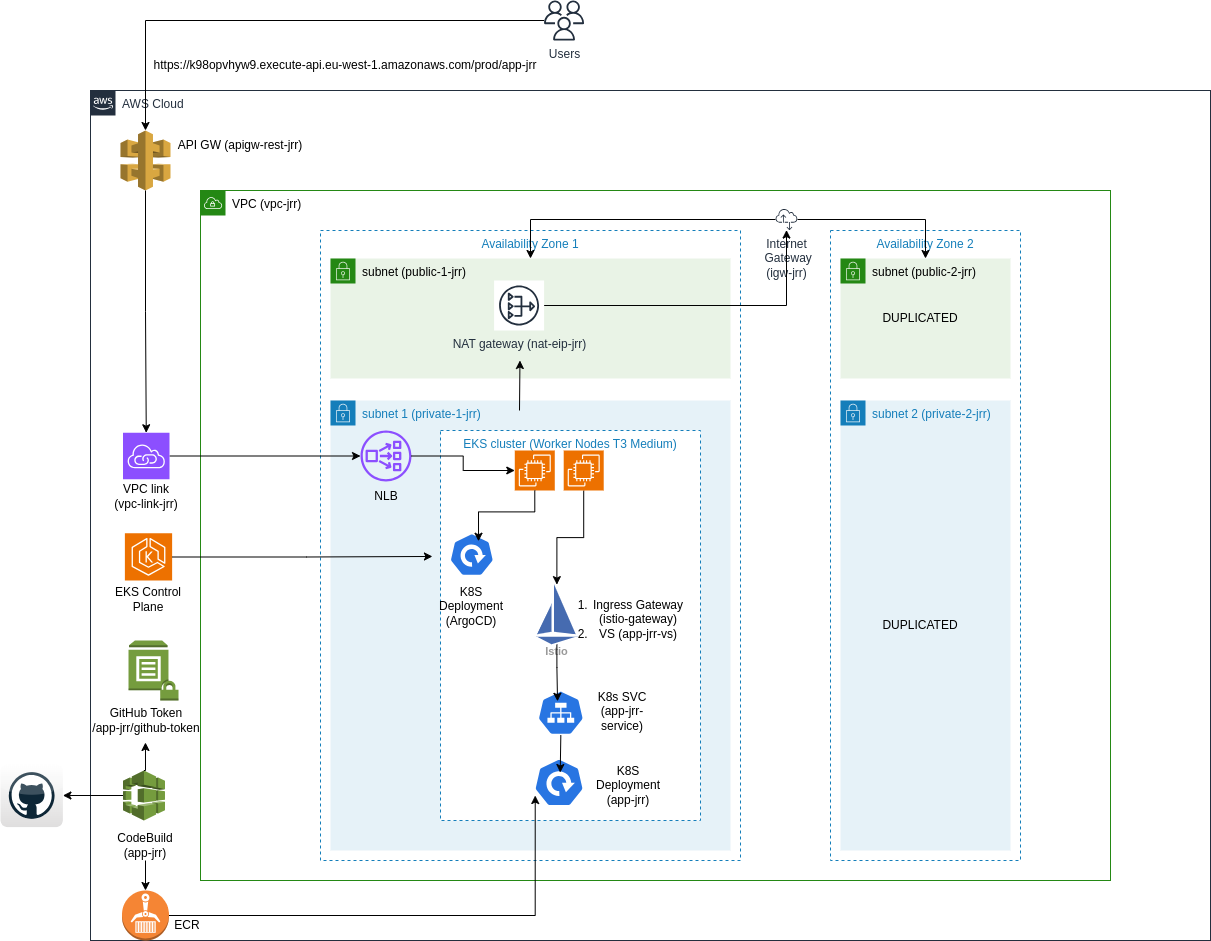 Users
https://k98opvhyw9.execute-api.eu-west-1.amazonaws.com/prod/app-jrr
aws
AWS Cloud
API GW (apigw-rest-jrr)
VPC (vpc-jrr)
Availability Zone 1
Internet
Gateway
(igw-jrr)
Availability Zone 2
subnet (public-1-jrr)
subnet (public-2-jrr)
DUPLICATED
NAT gateway (nat-eip-jrr)
subnet 1 (private-1-jrr)
subnet 2 (private-2-jrr)
EKS cluster (Worker Nodes T3 Medium)
VPC link
(vpc-link-jrr)
NLB
EKS Control
Plane
K8S
Deployment
(ArgoCD)
1. Ingress Gateway
(istio-gateway)
2. VS (app-jrr-vs)
Istio
DUPLICATED
GitHub Token
/app-jrr/github-token
K8s SVC
(app-jrr-
service)
K8S
Deployment
(app-jrr)
CodeBuild
(app-jrr)
ECR